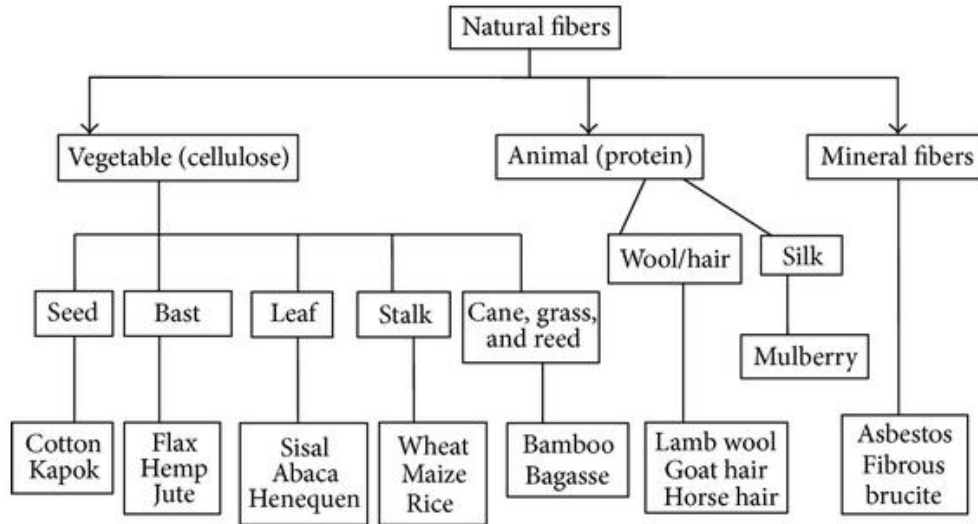 Natural fibers
Vegetable (cellulose)
Animal (protein)
Mineral fibers
Wool/hair
Silk
Seed
Bast
Leaf
Stalk
Cane, grass,
and reed
Mulberry
Cotton
Kapok
Flax
Hemp
Jute
Sisal
Abaca
Henequen
Wheat
Maize
Rice
Bamboo
Bagasse
Lamb wool
Goat hair
Horse hair
Asbestos
Fibrous
brucite